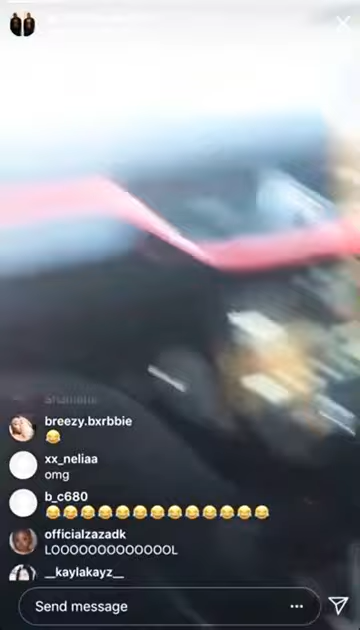 breezy.bxrbbie
😂
xx_neliaa
omg
b_c680
😂😂😂😂😂😂😂😂😂😂😂😂😂
officialzazadk
LOOOOOOOOOOOOOL
__kaylakayz__
Send message